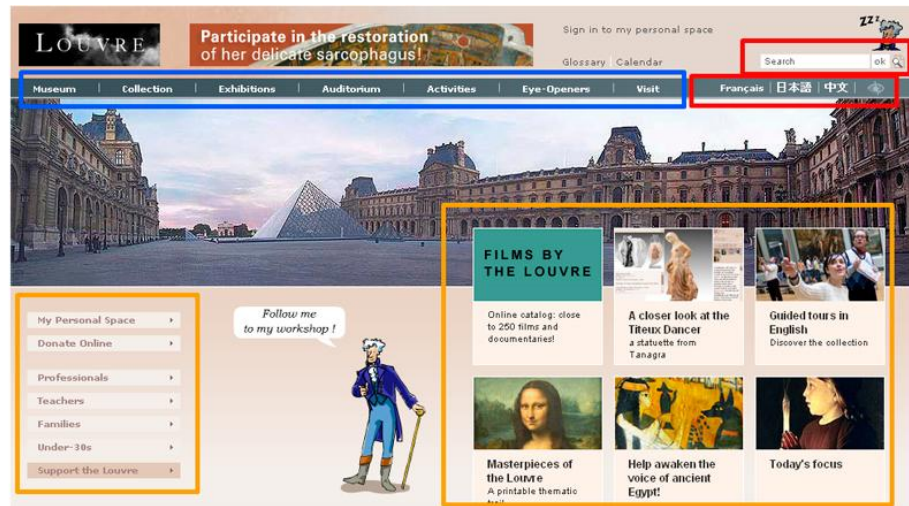 LOUVRE
Participate in the restoration
of her delicate sarcophagus!
Sign in to my personal space
zzz
Glossary | Calendar
Search ok
Museum | Collection | Exhibitions | Auditorium | Activities | Eye-Openers | Visit
Français | 日本語 | 中文 |
FILMS BY
THE LOUVRE
Online catalog: close
to 250 films and
documentaries!
A closer look at the
Titeux Dancer
a statuette from
Tanagra
Guided tours in
English
Discover the collection
My Personal Space
Donate Online
Professionals
Teachers
Families
Under-30s
Support the Louvre
Follow me
to my workshop !
Masterpieces of
the Louvre
A printable thematic
trail
Help awaken the
voice of ancient
Egypt!
Today's focus